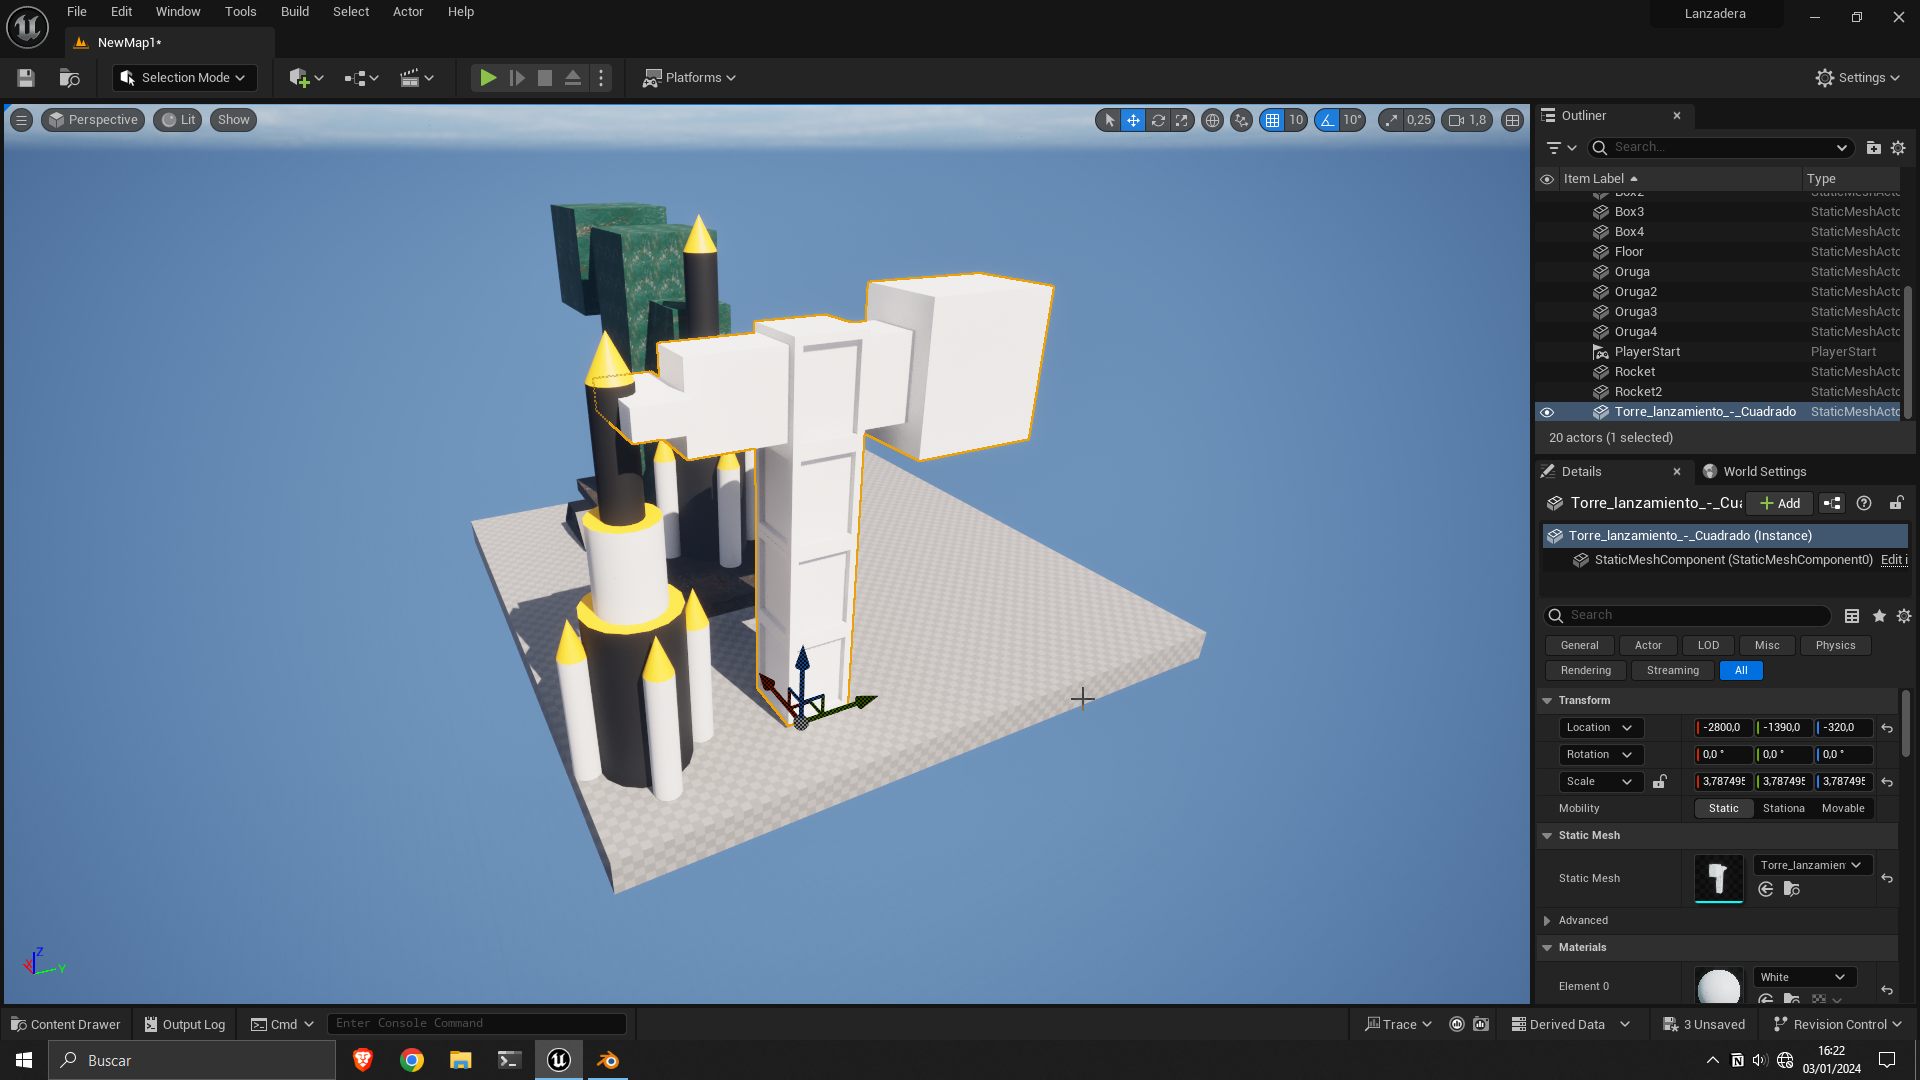 File Edit Window Tools Build Select Actor Help
Lanzadera
NewMap1*
Selection Mode
Platforms
Settings
Perspective
Lit
Show
10
10°
0,25
1,8
Outliner
Search...
Item Label
Type
Box2
StaticMeshActo
Box3 StaticMeshActo
Box4 StaticMeshActo
Floor StaticMeshActo
Oruga StaticMeshActo
Oruga2 StaticMeshActo
Oruga3 StaticMeshActo
Oruga4 StaticMeshActo
PlayerStart PlayerStart
Rocket StaticMeshActo
Rocket2 StaticMeshActo
Torre_lanzamiento_-_Cuadrado StaticMeshActo
20 actors (1 selected)
Details
World Settings
Torre_lanzamiento_-_Cua
Add
Torre_lanzamiento_-_Cuadrado (Instance)
StaticMeshComponent (StaticMeshComponent0) Edit i
Search
General Actor LOD Misc Physics
Rendering Streaming All
Transform
Location -2800,0 -1390,0 -320,0
Rotation 0,0 ° 0,0 ° 0,0 °
Scale 3,787495 3,787495 3,787495
Mobility Static Stationa Movable
Static Mesh
Torre_lanzamien
Static Mesh
Advanced
Materials
White
Element 0
Z
X
Y
Content Drawer
Output Log
Cmd
Enter Console Command
Trace
Derived Data
3 Unsaved
Revision Control
Buscar
16:22
03/01/2024